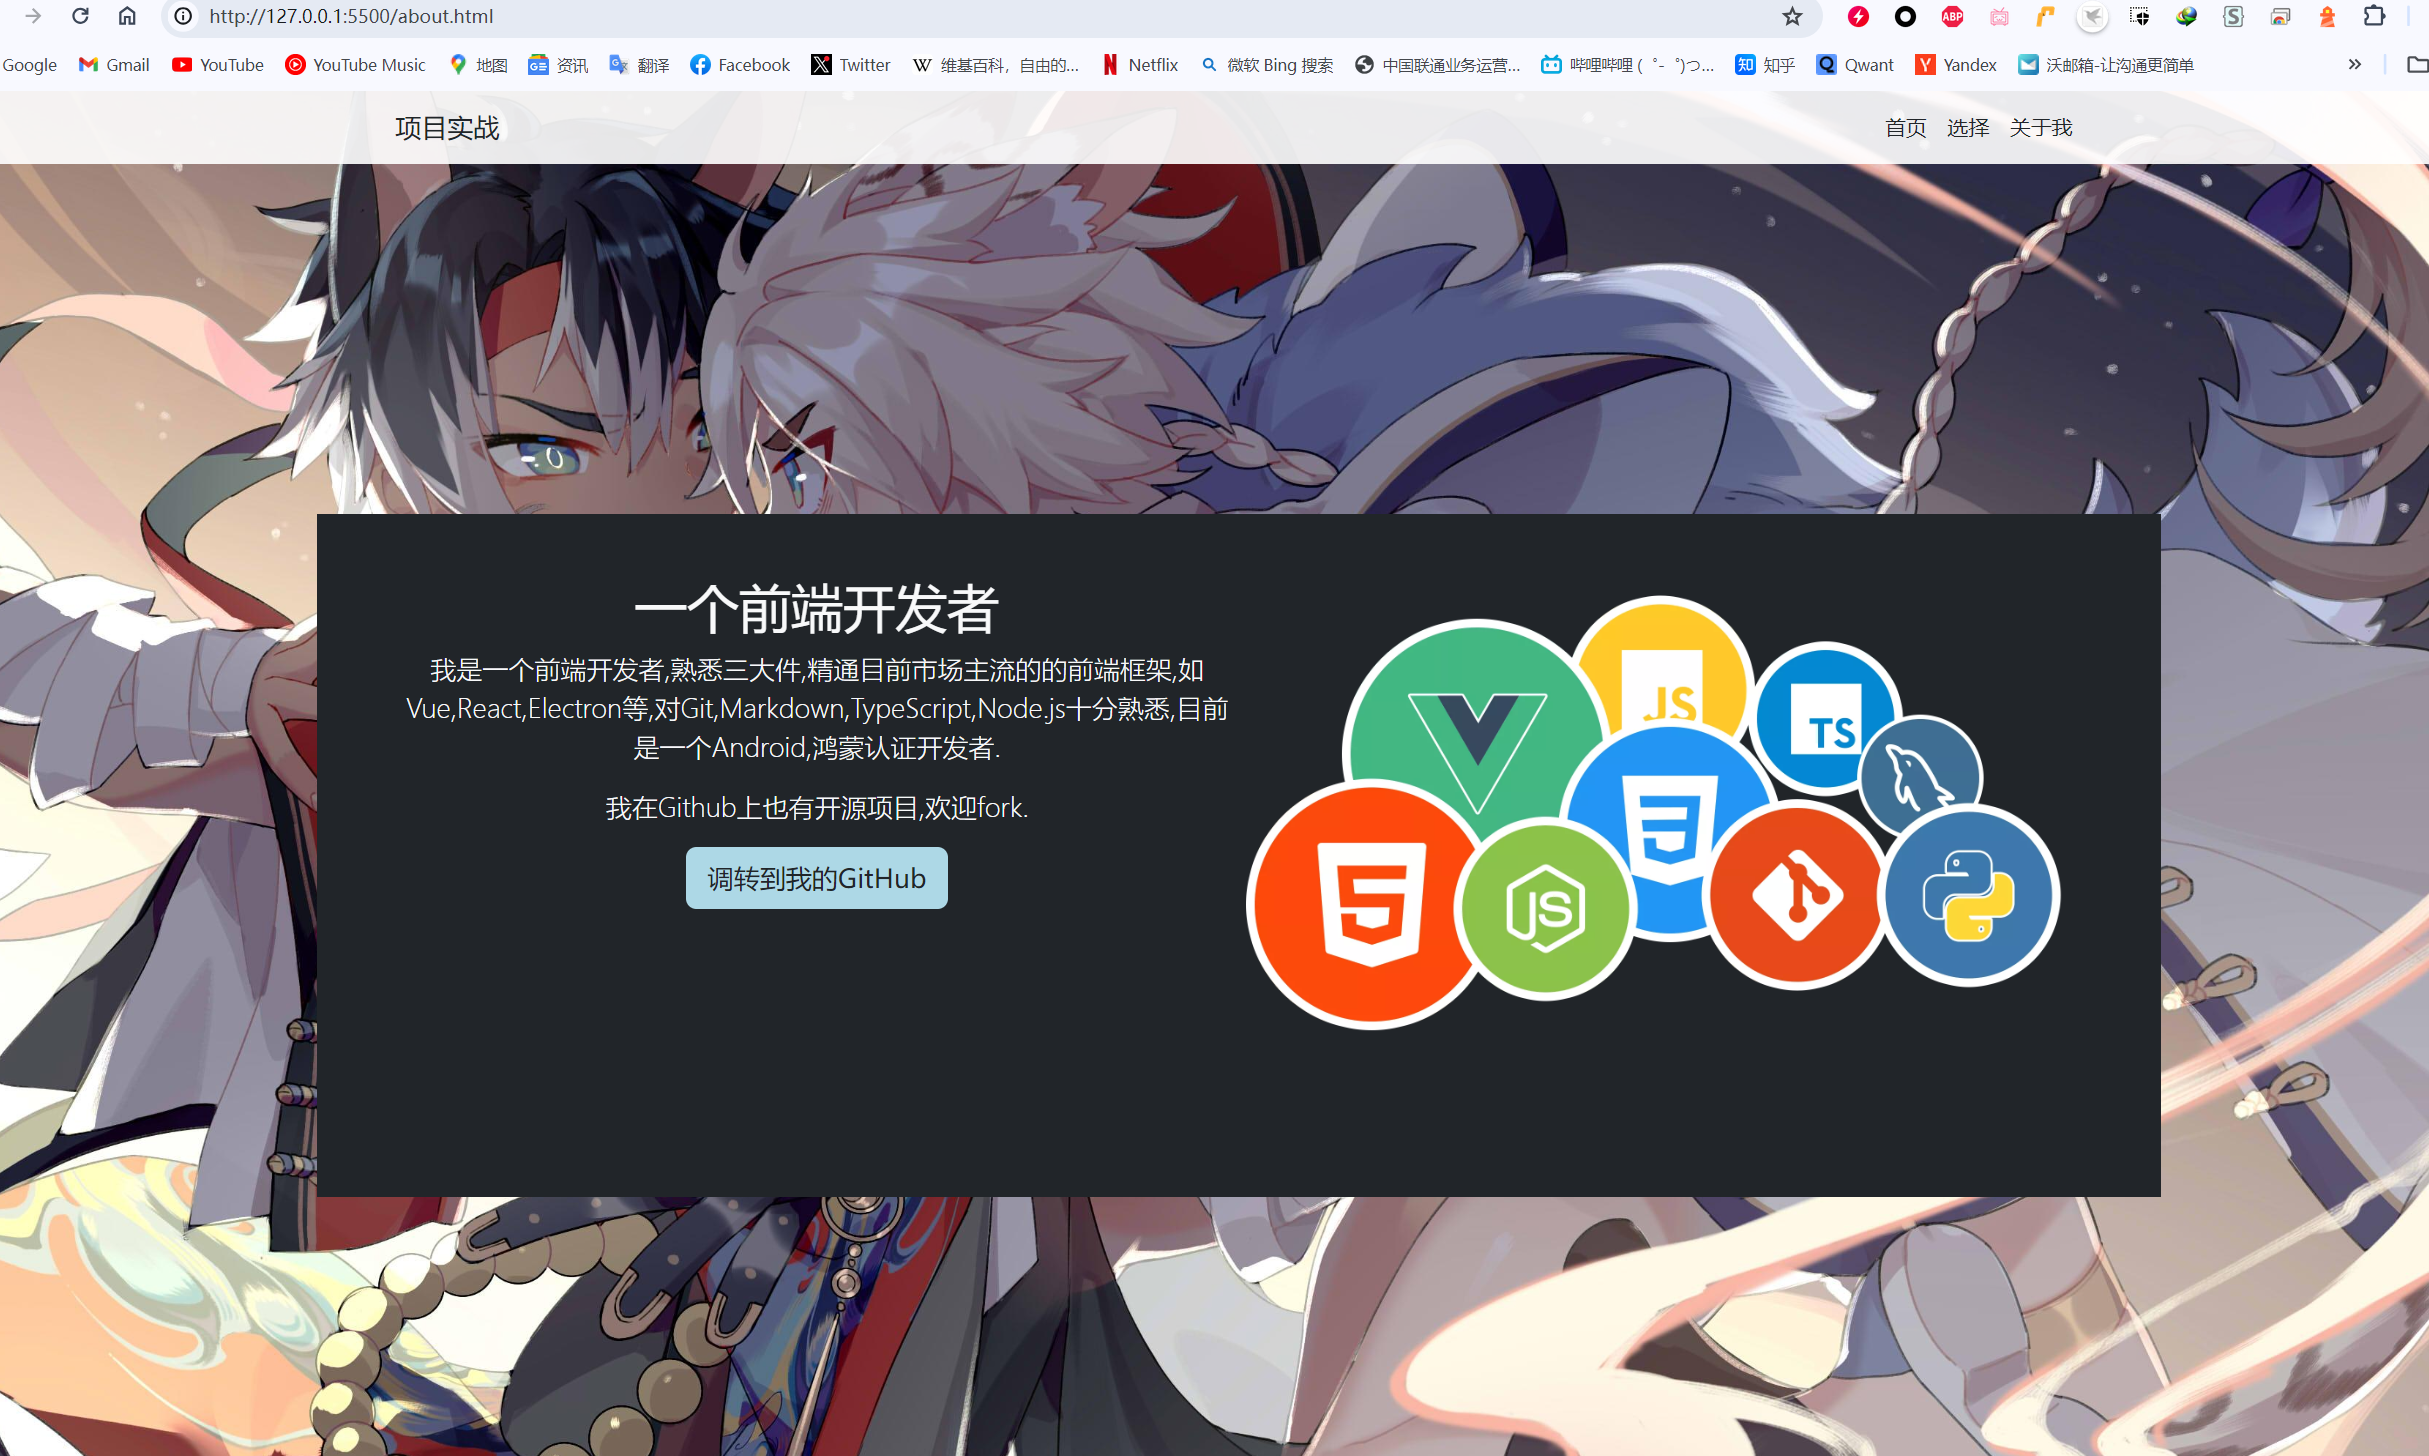 http://127.0.0.1:5500/about.html
ABP
Google Gmail YouTube YouTube Music 地图 资讯 翻译 Facebook Twitter W 维基百科，自由的... Netflix 微软 Bing 搜索 中国联通业务运营... 哔哩哔哩 (゜-゜)つ... 知 知乎 Qwant Yandex 沃邮箱-让沟通更简单
项目实战 首页 选择 关于我
一个前端开发者
我是一个前端开发者,熟悉三大件,精通目前市场主流的的前端框架,如
Vue,React,Electron等,对Git,Markdown,TypeScript,Node.js十分熟悉,目前
是一个Android,鸿蒙认证开发者.
我在Github上也有开源项目,欢迎fork.
调转到我的GitHub
JS
TS
JS